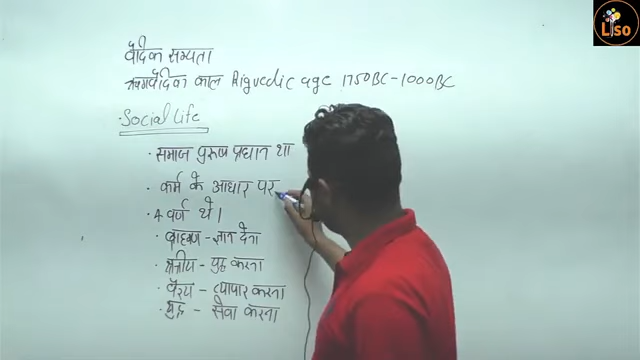 Liso
वैदिक सभ्यता
ऋग्वैदिक काल Rigvedic age 1750BC-1000BC
·Social Life
· समाज पुरुष प्रधान था
· कर्म के आधार पर
· 4 वर्ण थे।
· ब्राह्मण - ज्ञान देना
· क्षत्रीय - युद्ध करना
· वैश्य - व्यापार करना
· शुद्र - सेवा करना